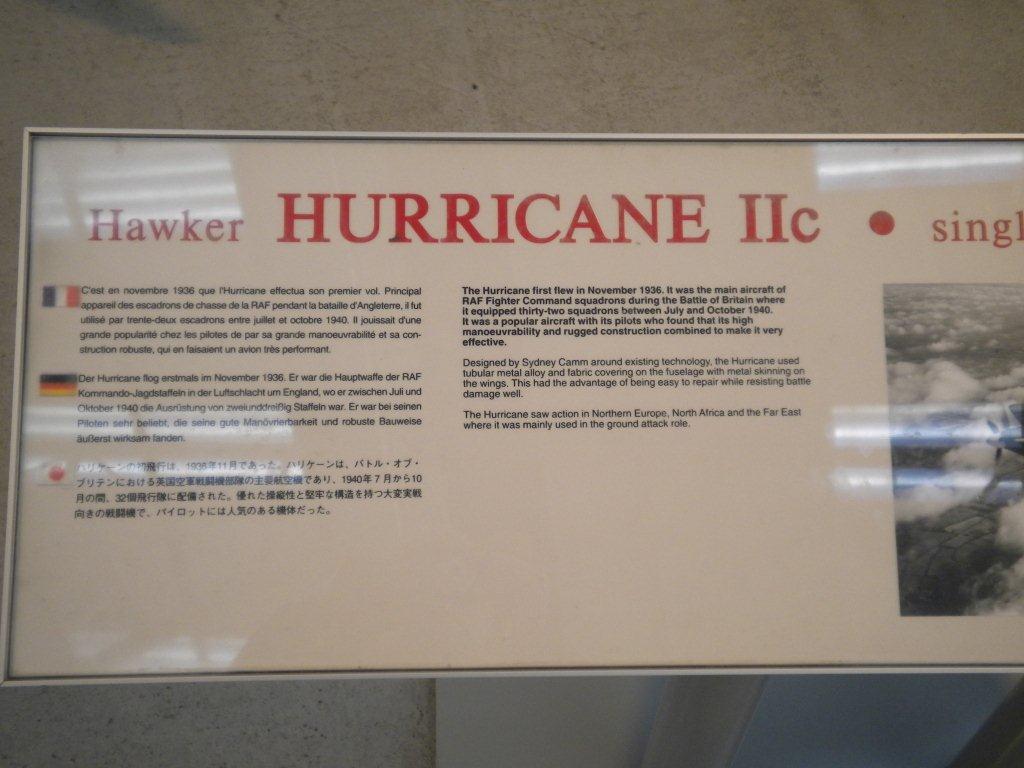 Hawker HURRICANE IIc • singl
C'est en novembre 1936 que l'Hurricane effectua son premier vol. Principal
appareil des escadrons de chasse de la RAF pendant la bataille d'Angleterre, il fut
utilisé par trente-deux escadrons entre juillet et octobre 1940. Il jouissait d'une
grande popularité chez les pilotes de par sa grande manoeuvrabilité et sa con-
struction robuste, qui en faisaient un avion très performant.
Der Hurricane flog erstmals im November 1936. Er war die Hauptwaffe der RAF
Kommando-Jagdstaffeln in der Luftschlacht um England, wo er zwischen Juli und
Oktober 1940 die Ausrüstung von zweiunddreißig Staffeln war. Er war bei seinen
Piloten sehr beliebt, die seine gute Manövrierbarkeit und robuste Bauweise
äußerst wirksam fanden.
ハリケーンの初飛行は、1936年11月であった。ハリケーンは、バトル・オブ・
ブリテンにおける英国空軍戦闘機部隊の主要航空機であり、1940年7月から10
月の間、32個飛行隊に配備された。優れた操縦性と堅牢な構造を持つ大変実戦
向きの戦闘機で、パイロットには人気のある機体だった。
The Hurricane first flew in November 1936. It was the main aircraft of
RAF Fighter Command squadrons during the Battle of Britain where
it equipped thirty-two squadrons between July and October 1940.
It was a popular aircraft with its pilots who found that its high
manoeuvrability and rugged construction combined to make it very
effective.
Designed by Sydney Camm around existing technology, the Hurricane used
tubular metal alloy and fabric covering on the fuselage with metal skinning on
the wings. This had the advantage of being easy to repair while resisting battle
damage well.
The Hurricane saw action in Northern Europe, North Africa and the Far East
where it was mainly used in the ground attack role.